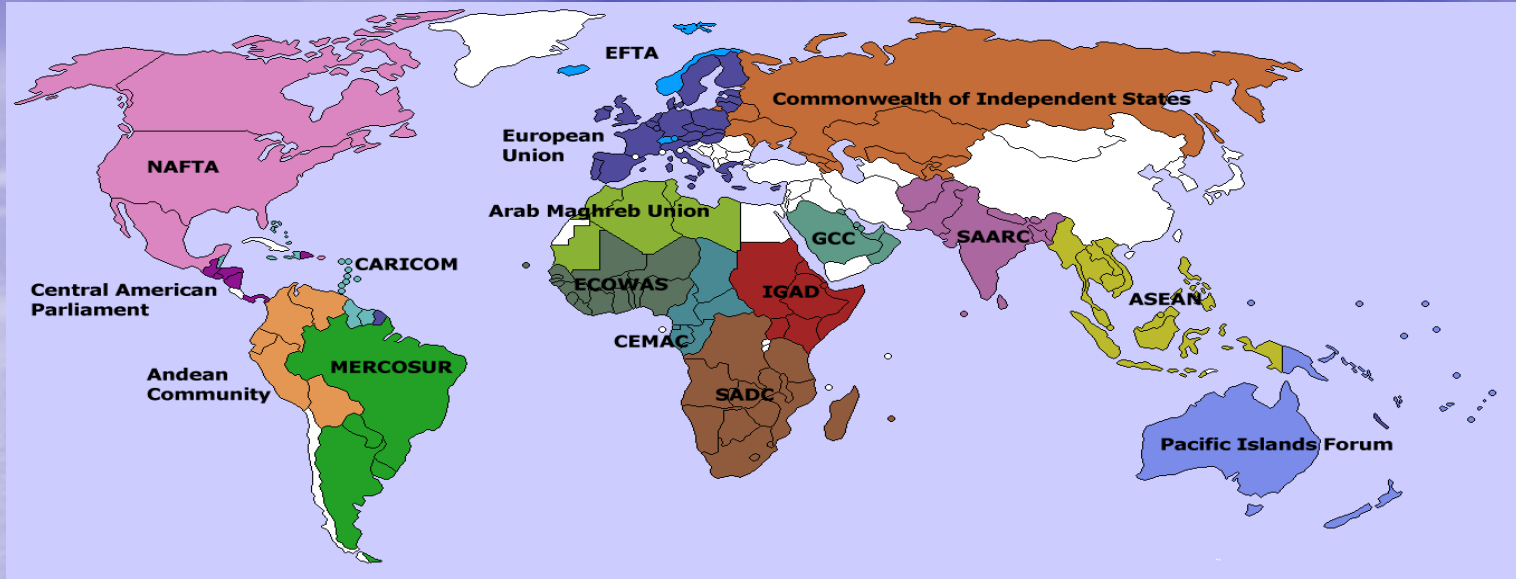 EFTA
Commonwealth of Independent States
European
Union
NAFTA
Arab Maghreb Union
GCC
SAARC
CARICOM
ECOWAS
IGAD
Central American
Parliament
ASEAN
CEMAC
MERCOSUR
Andean
Community
SADC
Pacific Islands Forum